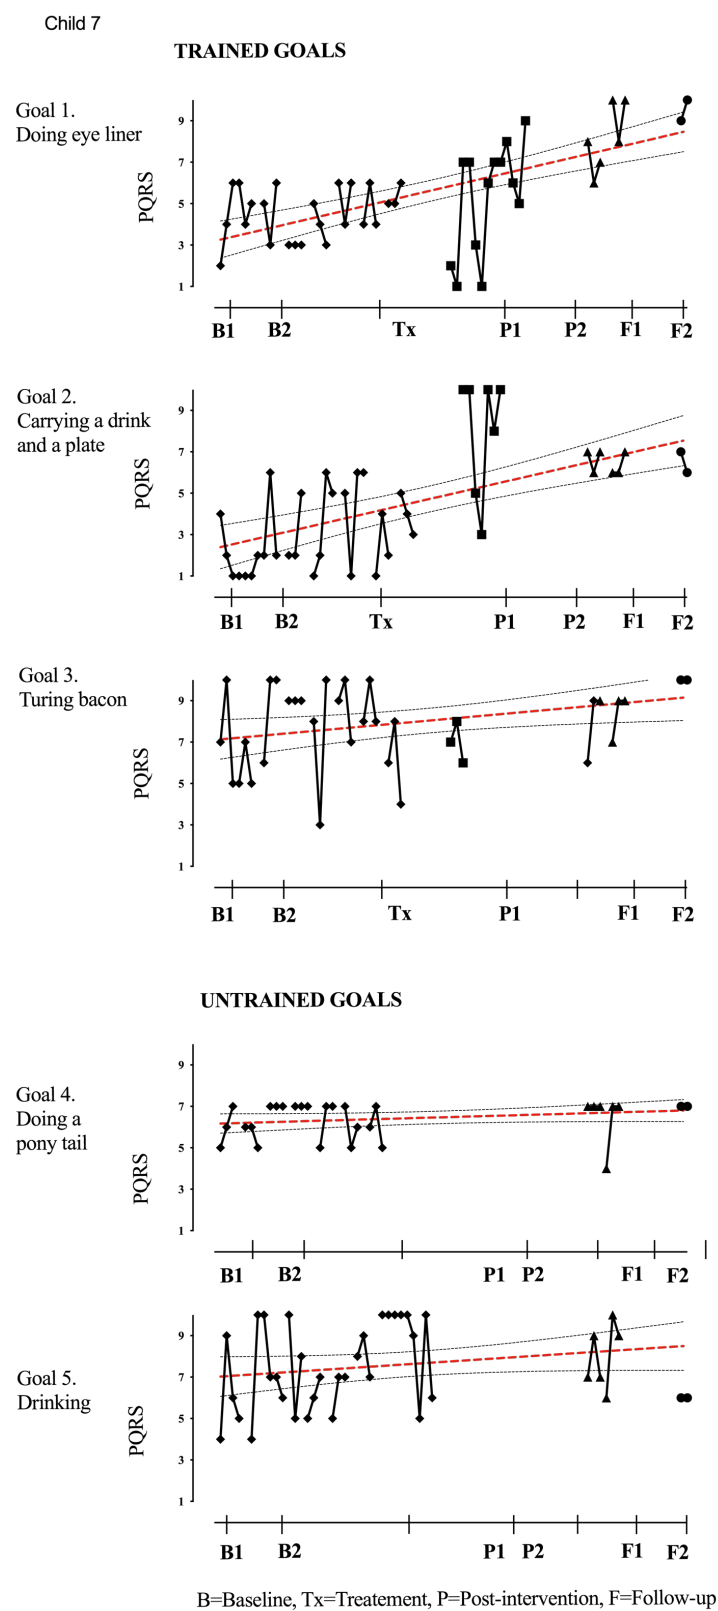 Child 7
TRAINED GOALS
Goal 1.
Doing eye liner
PQRS
9
7
5
3
1
B1 B2 Tx P1 P2 F1 F2
Goal 2.
Carrying a drink
and a plate
PQRS
9
7
5
3
1
B1 B2 Tx P1 P2 F1 F2
Goal 3.
Turing bacon
PQRS
9
7
5
3
1
B1 B2 Tx P1 F1 F2
UNTRAINED GOALS
Goal 4.
Doing a
pony tail
PQRS
9
7
5
3
1
B1 B2 P1 P2 F1 F2
Goal 5.
Drinking
PQRS
9
7
5
3
1
B1 B2 P1 P2 F1 F2
B=Baseline, Tx=Treatement, P=Post-intervention, F=Follow-up